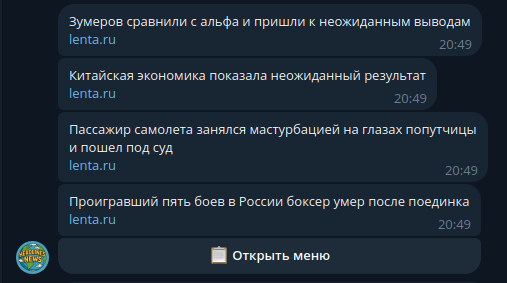 Зумеров сравнили с альфа и пришли к неожиданным выводам
lenta.ru
20:49
Китайская экономика показала неожиданный результат
lenta.ru
20:49
Пассажир самолета занялся мастурбацией на глазах попутчицы
и пошел под суд
lenta.ru
20:49
Проигравший пять боев в России боксер умер после поединка
lenta.ru
20:49
HEADLINES
NEWS
Открыть меню